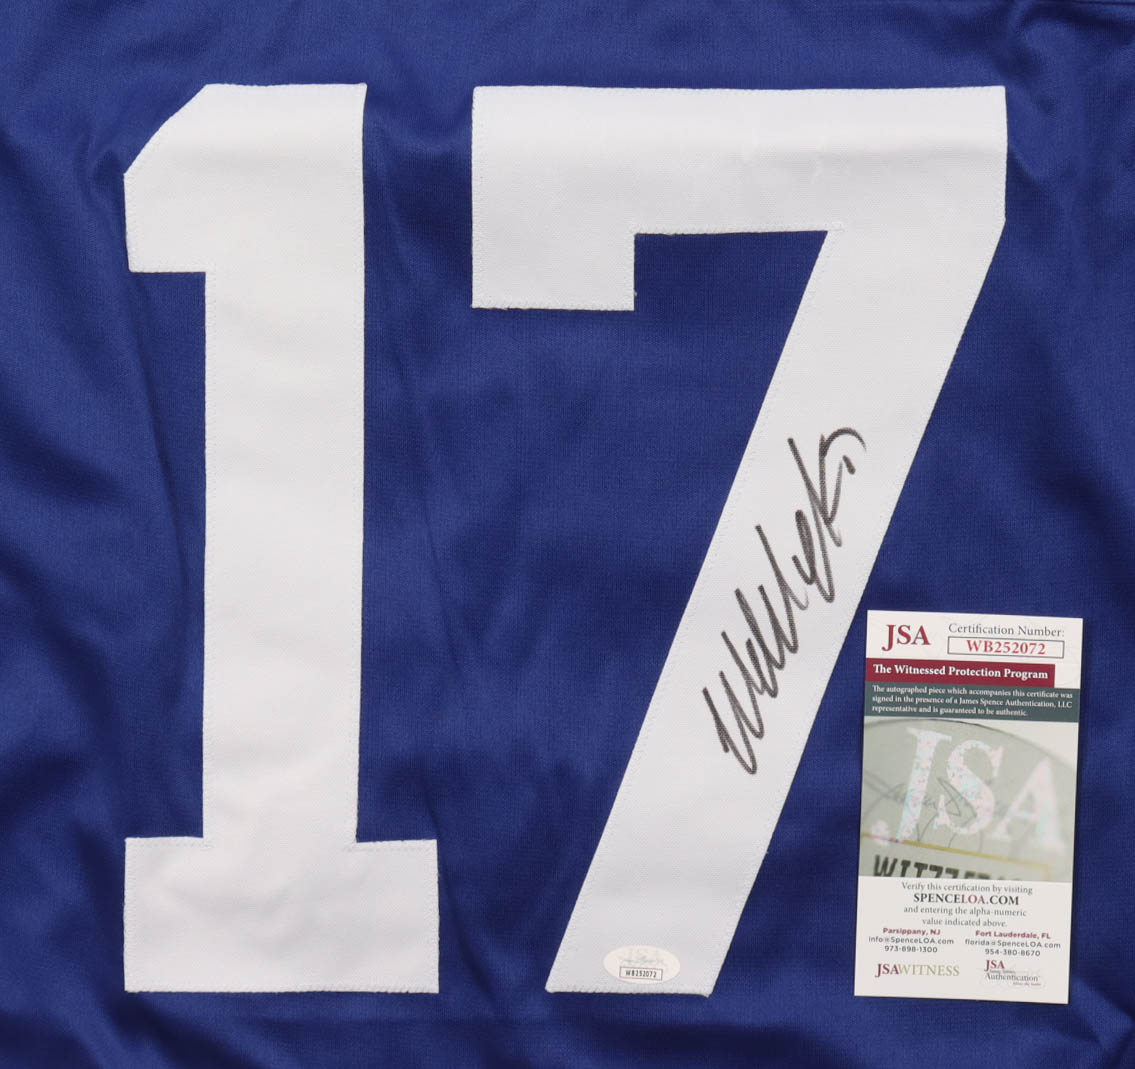 17
JSA
Certification Number:
WB252072
The Witnessed Protection Program
The autographed piece which accompanies this certificate was
signed in the presence of a James Spence Authentication, LLC
representative and is guaranteed to be authentic.
JSA
Verify this certification by visiting
SPENCELOA.COM
and entering the alpha-numeric
value indicated above.
Parsippany, NJ
info@SpenceLOA.com
973-898-1300
Fort Lauderdale, FL
florida@SpenceLOA.com
954-380-8670
JSAWITNESS
JSA
Authentication
WB252072